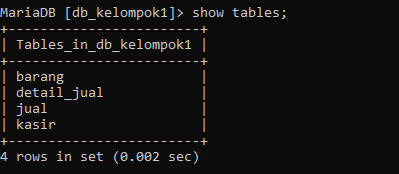 MariaDB [db_kelompok1]> show tables;
+------------------------+
| Tables_in_db_kelompok1 |
+------------------------+
| barang                 |
| detail_jual            |
| jual                   |
| kasir                  |
+------------------------+
4 rows in set (0.002 sec)